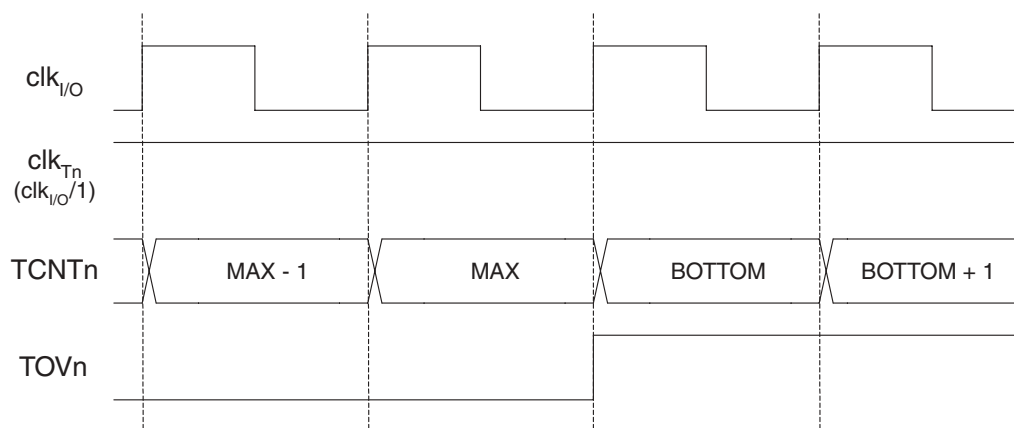 clkI/O
clkTn
(clkI/O/1)
TCNTn MAX - 1 MAX BOTTOM BOTTOM + 1
TOVn